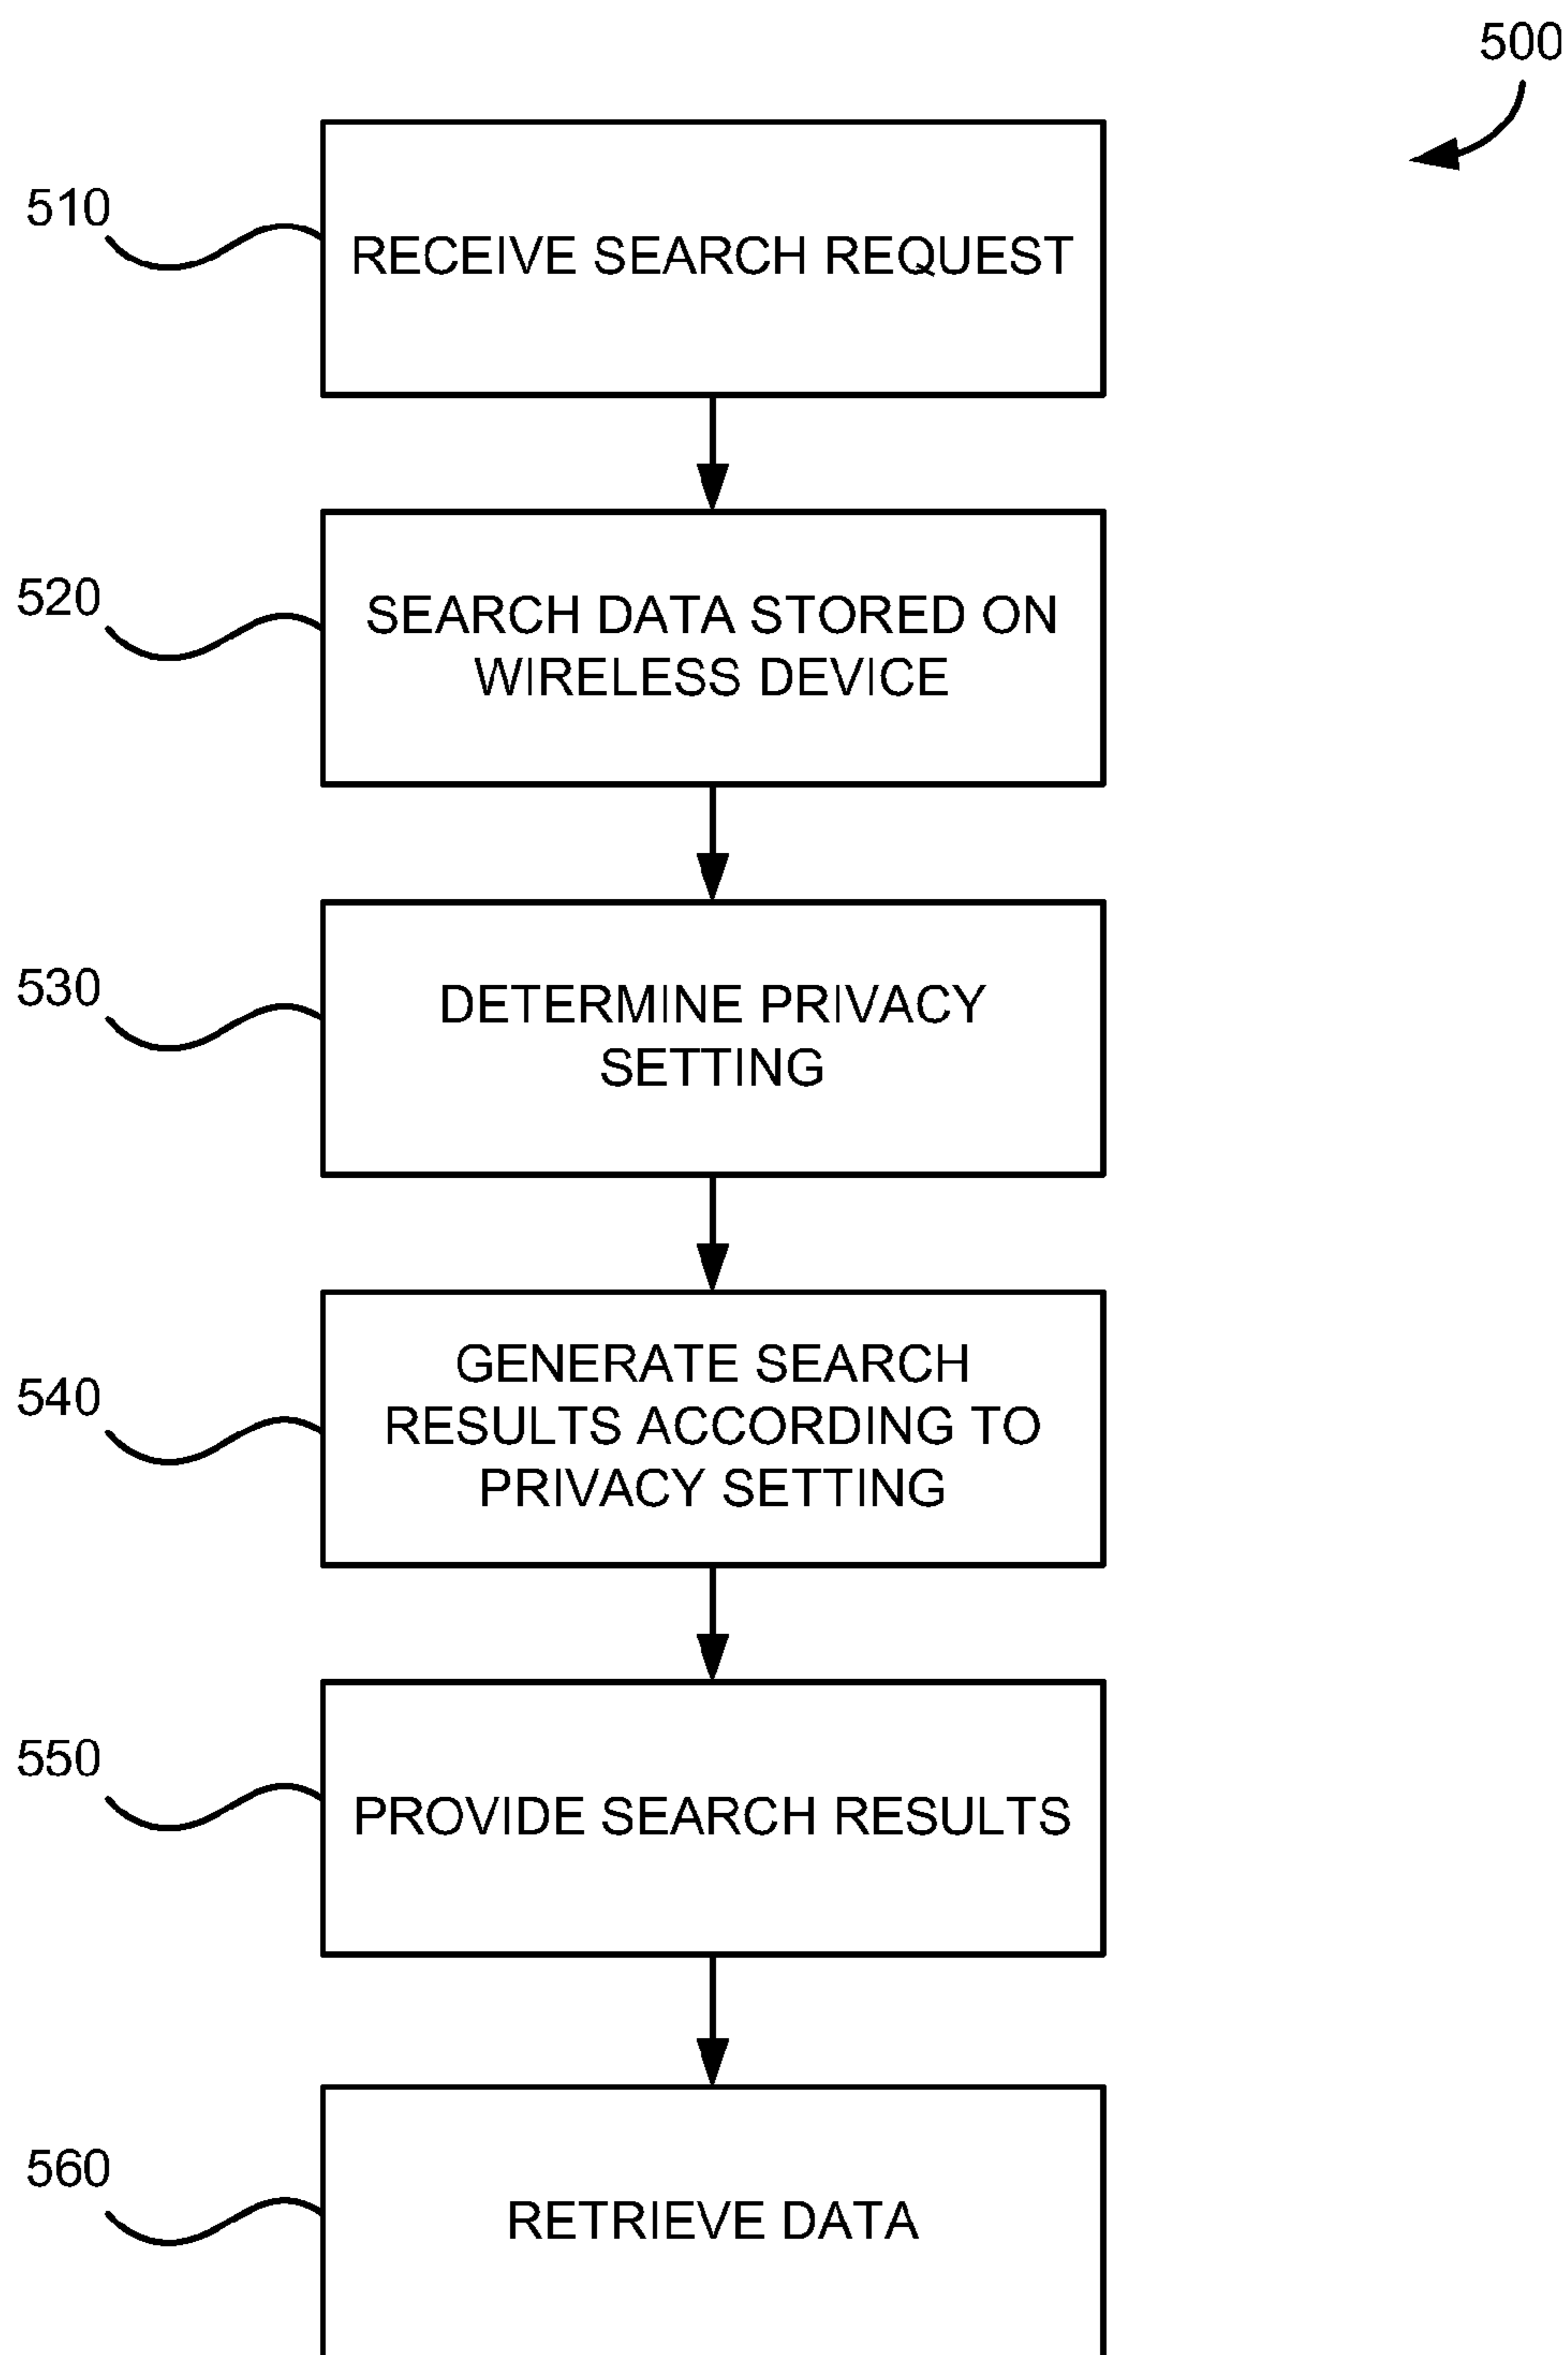 500
510
RECEIVE SEARCH REQUEST
520
SEARCH DATA STORED ON
WIRELESS DEVICE
530
DETERMINE PRIVACY
SETTING
540
GENERATE SEARCH
RESULTS ACCORDING TO
PRIVACY SETTING
550
PROVIDE SEARCH RESULTS
560
RETRIEVE DATA